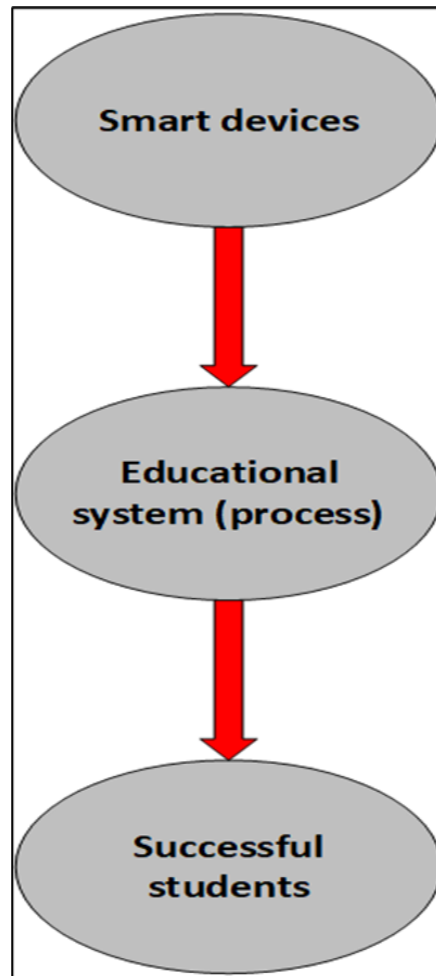 Smart devices
Educational
system (process)
Successful
students